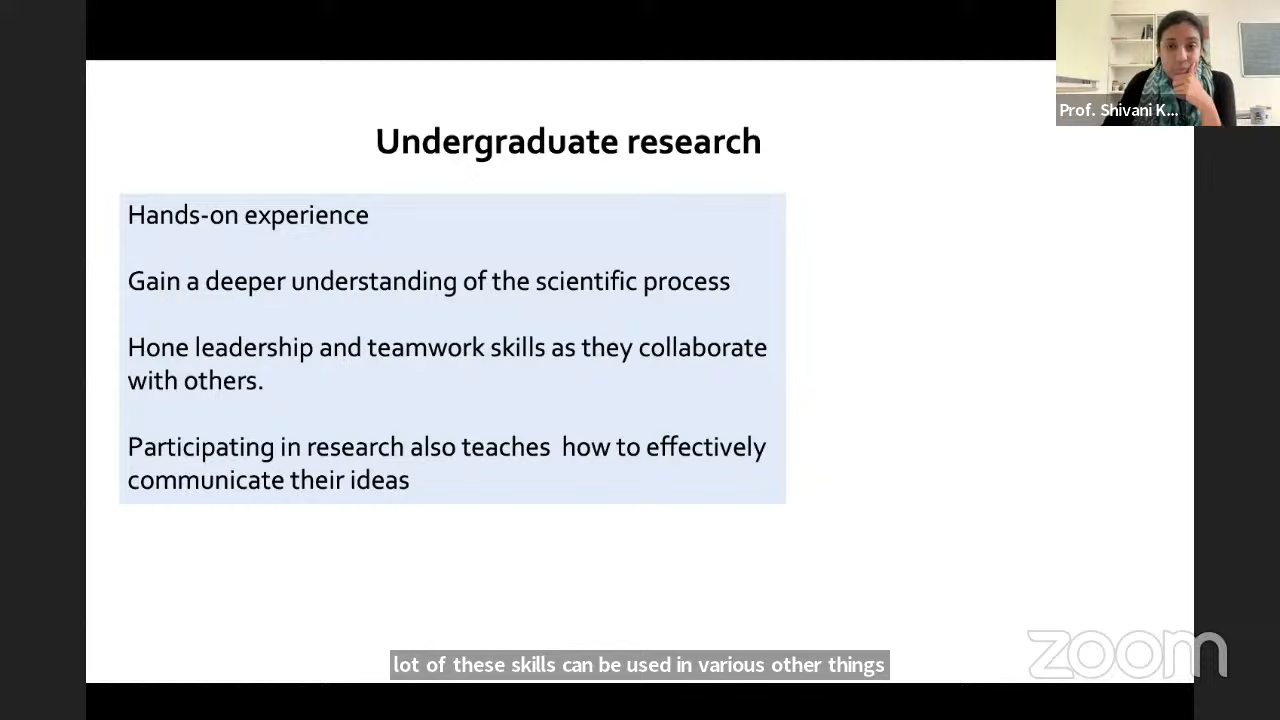 Prof. Shivani K...
Undergraduate research
Hands-on experience
Gain a deeper understanding of the scientific process
Hone leadership and teamwork skills as they collaborate
with others.
Participating in research also teaches  how to effectively
communicate their ideas
lot of these skills can be used in various other things
zoom